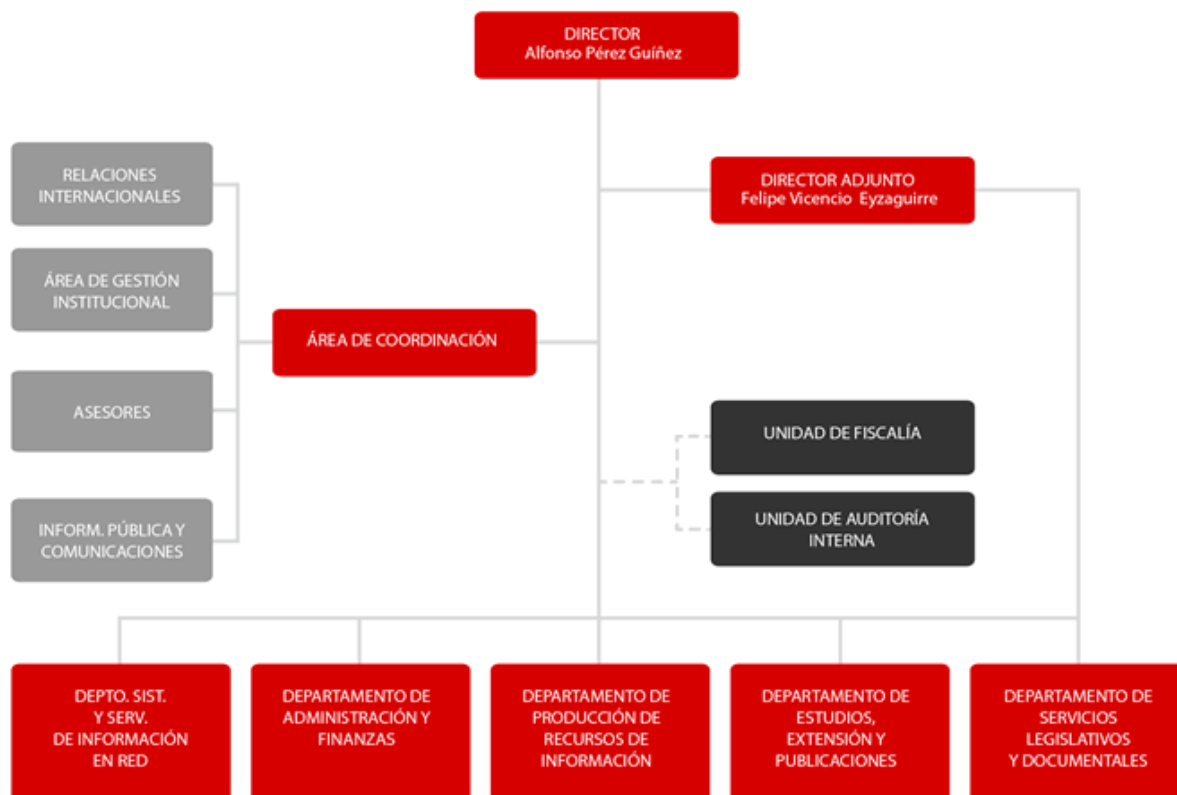 DIRECTOR
Alfonso Pérez Guíñez
RELACIONES
INTERNACIONALES
DIRECTOR ADJUNTO
Felipe Vicencio Eyzaguirre
ÁREA DE GESTIÓN
INSTITUCIONAL
ÁREA DE COORDINACIÓN
ASESORES
UNIDAD DE FISCALÍA
INFORM. PÚBLICA Y
COMUNICACIONES
UNIDAD DE AUDITORÍA
INTERNA
DEPTO. SIST.
Y SERV.
DE INFORMACIÓN
EN RED
DEPARTAMENTO DE
ADMINISTRACIÓN Y
FINANZAS
DEPARTAMENTO DE
PRODUCCIÓN DE
RECURSOS DE
INFORMACIÓN
DEPARTAMENTO DE
ESTUDIOS,
EXTENSIÓN Y
PUBLICACIONES
DEPARTAMENTO DE
SERVICIOS
LEGISLATIVOS
Y DOCUMENTALES